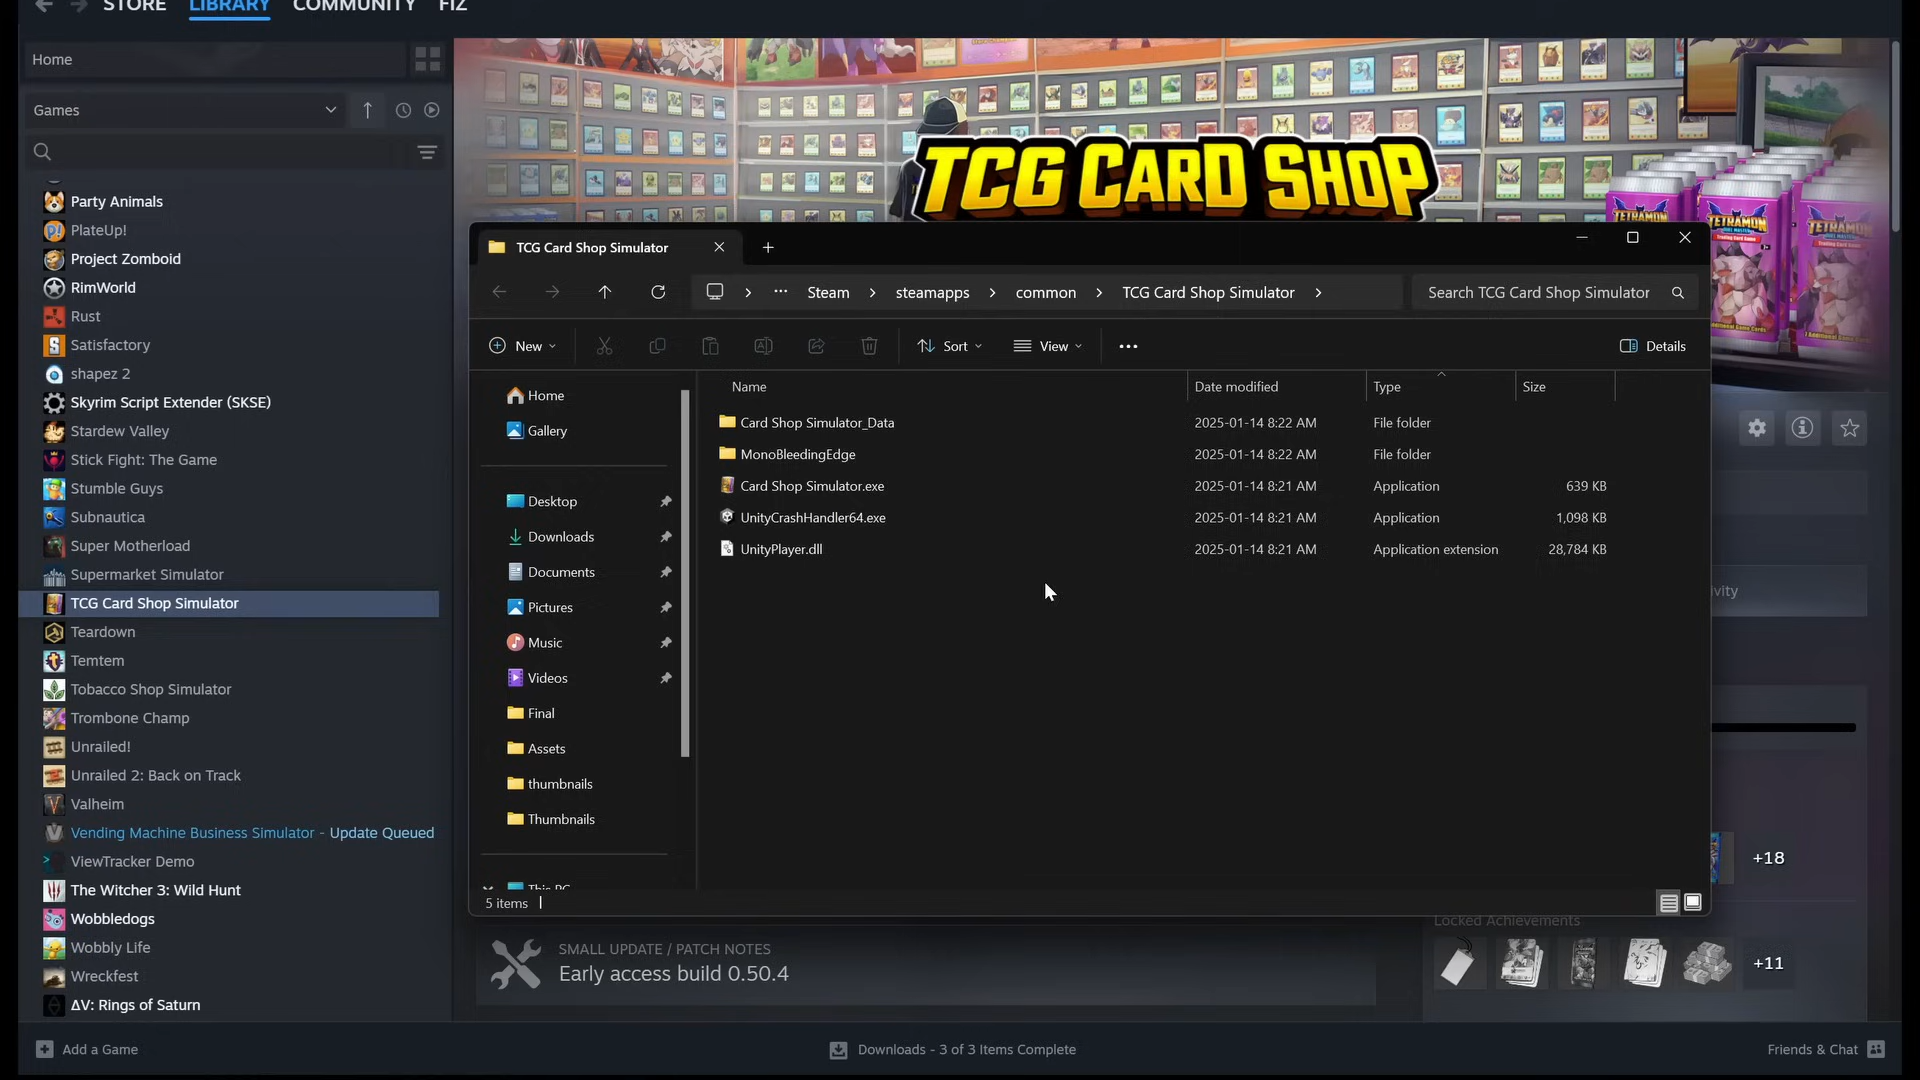 STORE LIBRARY COMMUNITY FIZ
Home
Games
Party Animals
PlateUp!
Project Zomboid
RimWorld
Rust
Satisfactory
shapez 2
Skyrim Script Extender (SKSE)
Stardew Valley
Stick Fight: The Game
Stumble Guys
Subnautica
Super Motherload
Supermarket Simulator
TCG Card Shop Simulator
Teardown
Temtem
Tobacco Shop Simulator
Trombone Champ
Unrailed!
Unrailed 2: Back on Track
Valheim
Vending Machine Business Simulator - Update Queued
ViewTracker Demo
The Witcher 3: Wild Hunt
Wobbledogs
Wobbly Life
Wreckfest
ΔV: Rings of Saturn
TCG CARD SHOP
TETRAMON
TETRAMON
TETRAMON
TCG Card Shop Simulator
Steam > steamapps > common > TCG Card Shop Simulator >
Search TCG Card Shop Simulator
New Sort View Details
Home
Gallery
Desktop
Downloads
Documents
Pictures
Music
Videos
Final
Assets
thumbnails
Thumbnails
This PC
Name Date modified Type Size
Card Shop Simulator_Data 2025-01-14 8:22 AM File folder
MonoBleedingEdge 2025-01-14 8:22 AM File folder
Card Shop Simulator.exe 2025-01-14 8:21 AM Application 639 KB
UnityCrashHandler64.exe 2025-01-14 8:21 AM Application 1,098 KB
UnityPlayer.dll 2025-01-14 8:21 AM Application extension 28,784 KB
5 items
+18
Locked Achievements
+11
SMALL UPDATE / PATCH NOTES
Early access build 0.50.4
Add a Game
Downloads - 3 of 3 Items Complete
Friends & Chat